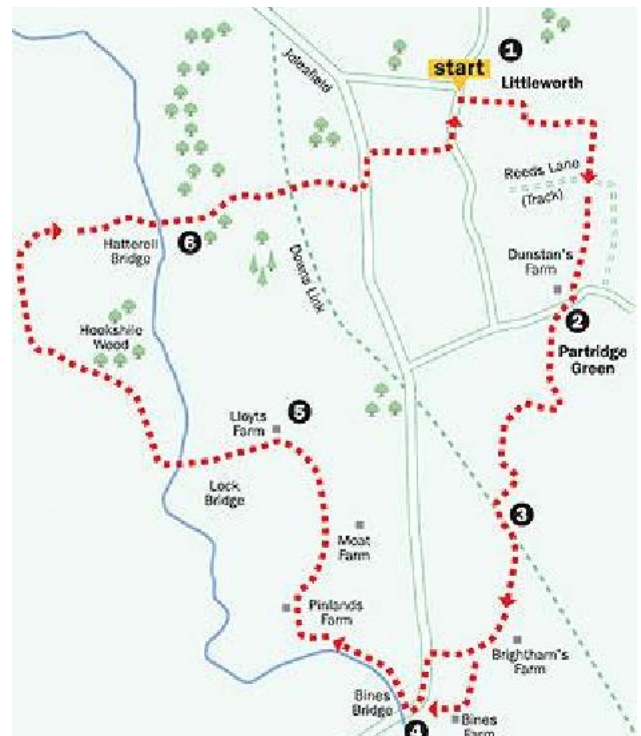 1
start
Littleworth
Jolesfield
Reeds Lane
(Track)
6
Hatterell
Bridge
Downs Link
Dunstan's
Farm
2
Partridge
Green
Hookshile
Wood
Lloyts
Farm
5
Lock
Bridge
3
Moat
Farm
Pinlands
Farm
Brightham's
Farm
Bines
Bridge
4
Bines
Farm